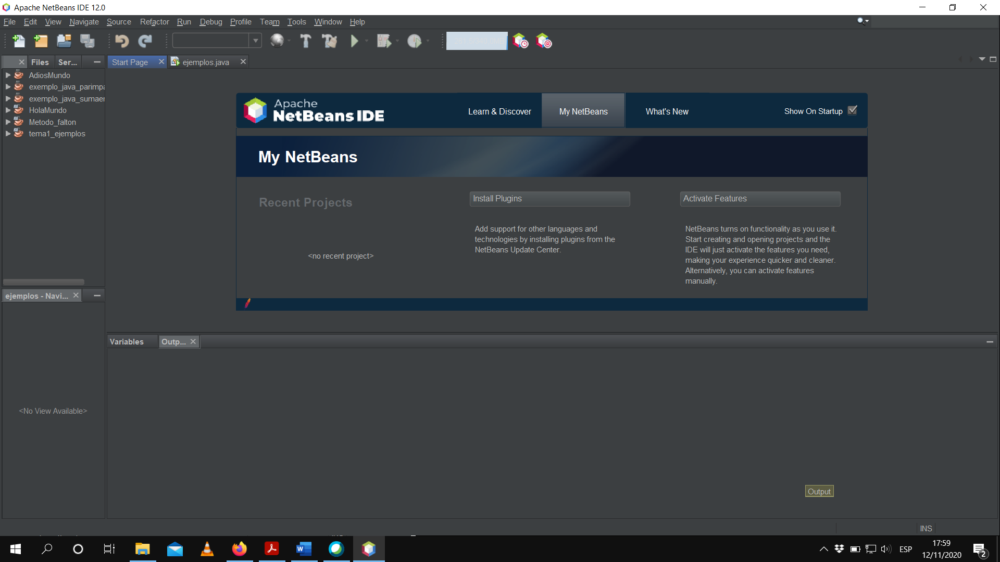 Apache NetBeans IDE 12.0
File Edit View Navigate Source Refactor Run Debug Profile Team Tools Window Help
Files Ser...
Start Page ejemplos.java
AdiosMundo
exemplo_java_parimpa
exemplo_java_sumaer
HolaMundo
Metodo_falton
tema1_ejemplos
Apache
NetBeans IDE
Learn & Discover My NetBeans What's New Show On Startup
My NetBeans
Recent Projects
<no recent project>
Install Plugins
Add support for other languages and
technologies by installing plugins from the
NetBeans Update Center.
Activate Features
NetBeans turns on functionality as you use it.
Start creating and opening projects and the
IDE will just activate the features you need,
making your experience quicker and cleaner.
Alternatively, you can activate features
manually.
ejemplos - Navi...
<No View Available>
Variables Outp...
Output
INS
ESP
17:59
12/11/2020
2